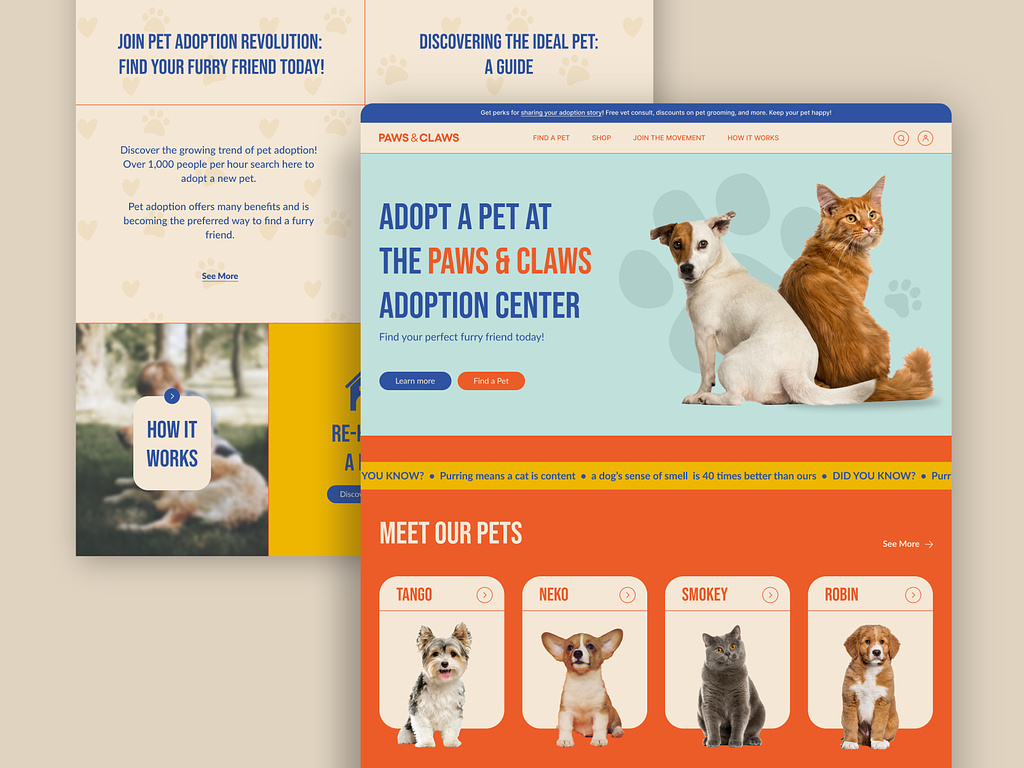 JOIN PET ADOPTION REVOLUTION:
FIND YOUR FURRY FRIEND TODAY!
DISCOVERING THE IDEAL PET:
A GUIDE
Discover the growing trend of pet adoption!
Over 1,000 people per hour search here to
adopt a new pet.
Pet adoption offers many benefits and is
becoming the preferred way to find a furry
friend.
See More
HOW IT
WORKS
RE-
A
Disco
Get perks for sharing your adoption story! Free vet consult, discounts on pet grooming, and more. Keep your pet happy!
PAWS & CLAWS
FIND A PET
SHOP
JOIN THE MOVEMENT
HOW IT WORKS
ADOPT A PET AT
THE PAWS & CLAWS
ADOPTION CENTER
Find your perfect furry friend today!
Learn more
Find a Pet
YOU KNOW? • Purring means a cat is content • a dog's sense of smell is 40 times better than ours • DID YOU KNOW? • Purr
MEET OUR PETS
See More
TANGO
NEKO
SMOKEY
ROBIN